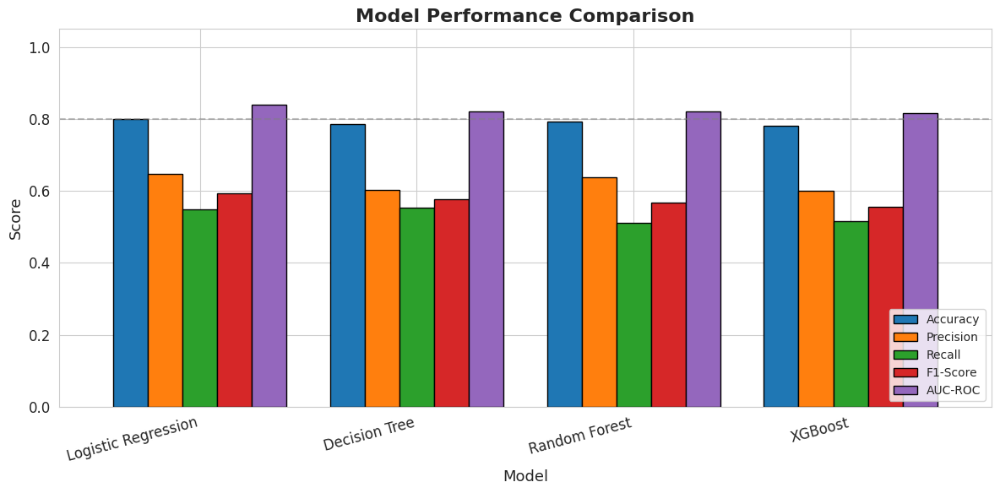 Model Performance Comparison
1.0
0.8
0.6
0.4
0.2
0.0
Score
Logistic Regression
Decision Tree
Random Forest
XGBoost
Model
Accuracy
Precision
Recall
F1-Score
AUC-ROC